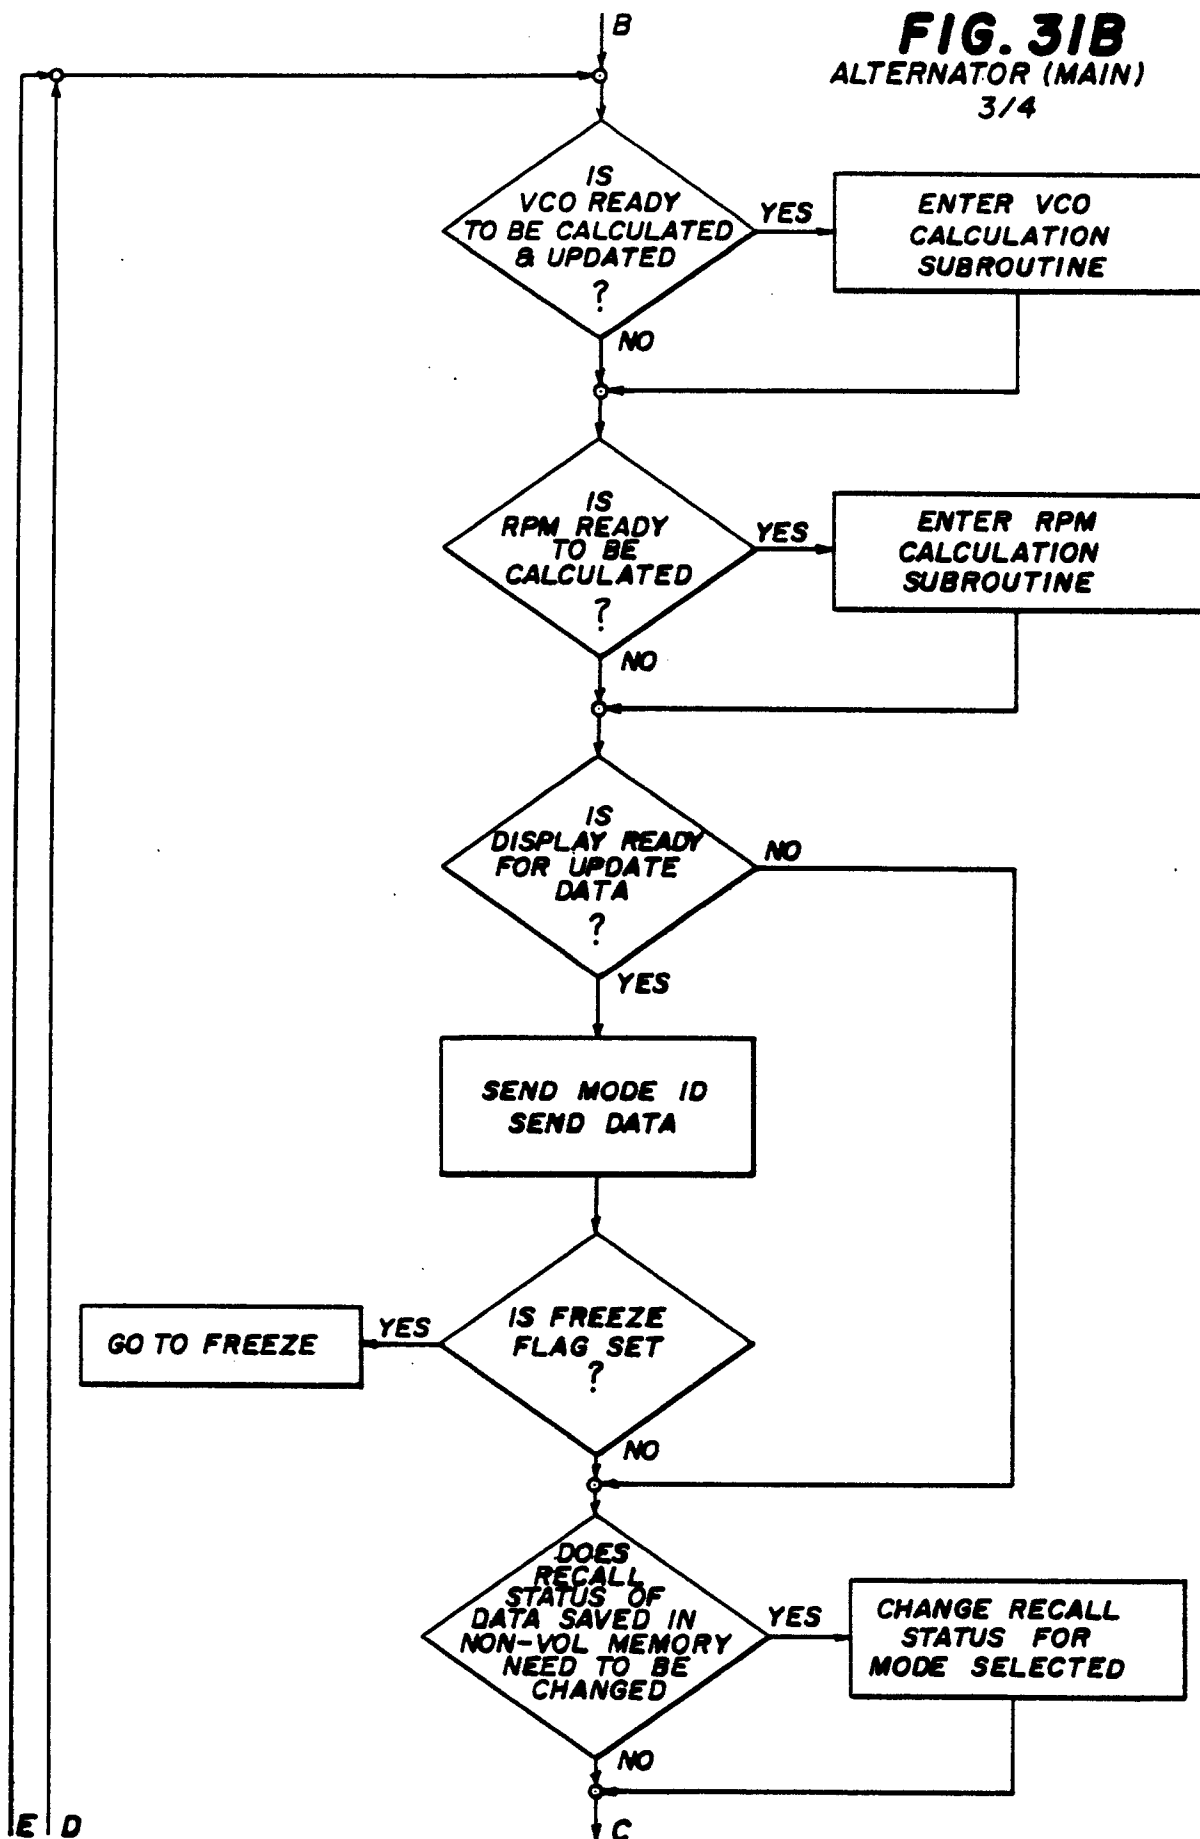 B
FIG. 31B
ALTERNATOR (MAIN)
3/4
IS
VCO READY
TO BE CALCULATED
& UPDATED
?
YES
ENTER VCO
CALCULATION
SUBROUTINE
NO
IS
RPM READY
TO BE
CALCULATED
?
YES
ENTER RPM
CALCULATION
SUBROUTINE
NO
IS
DISPLAY READY
FOR UPDATE
DATA
?
NO
YES
SEND MODE ID
SEND DATA
IS FREEZE
FLAG SET
?
YES
GO TO FREEZE
NO
DOES
RECALL
STATUS OF
DATA SAVED IN
NON-VOL MEMORY
NEED TO BE
CHANGED
YES
CHANGE RECALL
STATUS FOR
MODE SELECTED
NO
E D
C